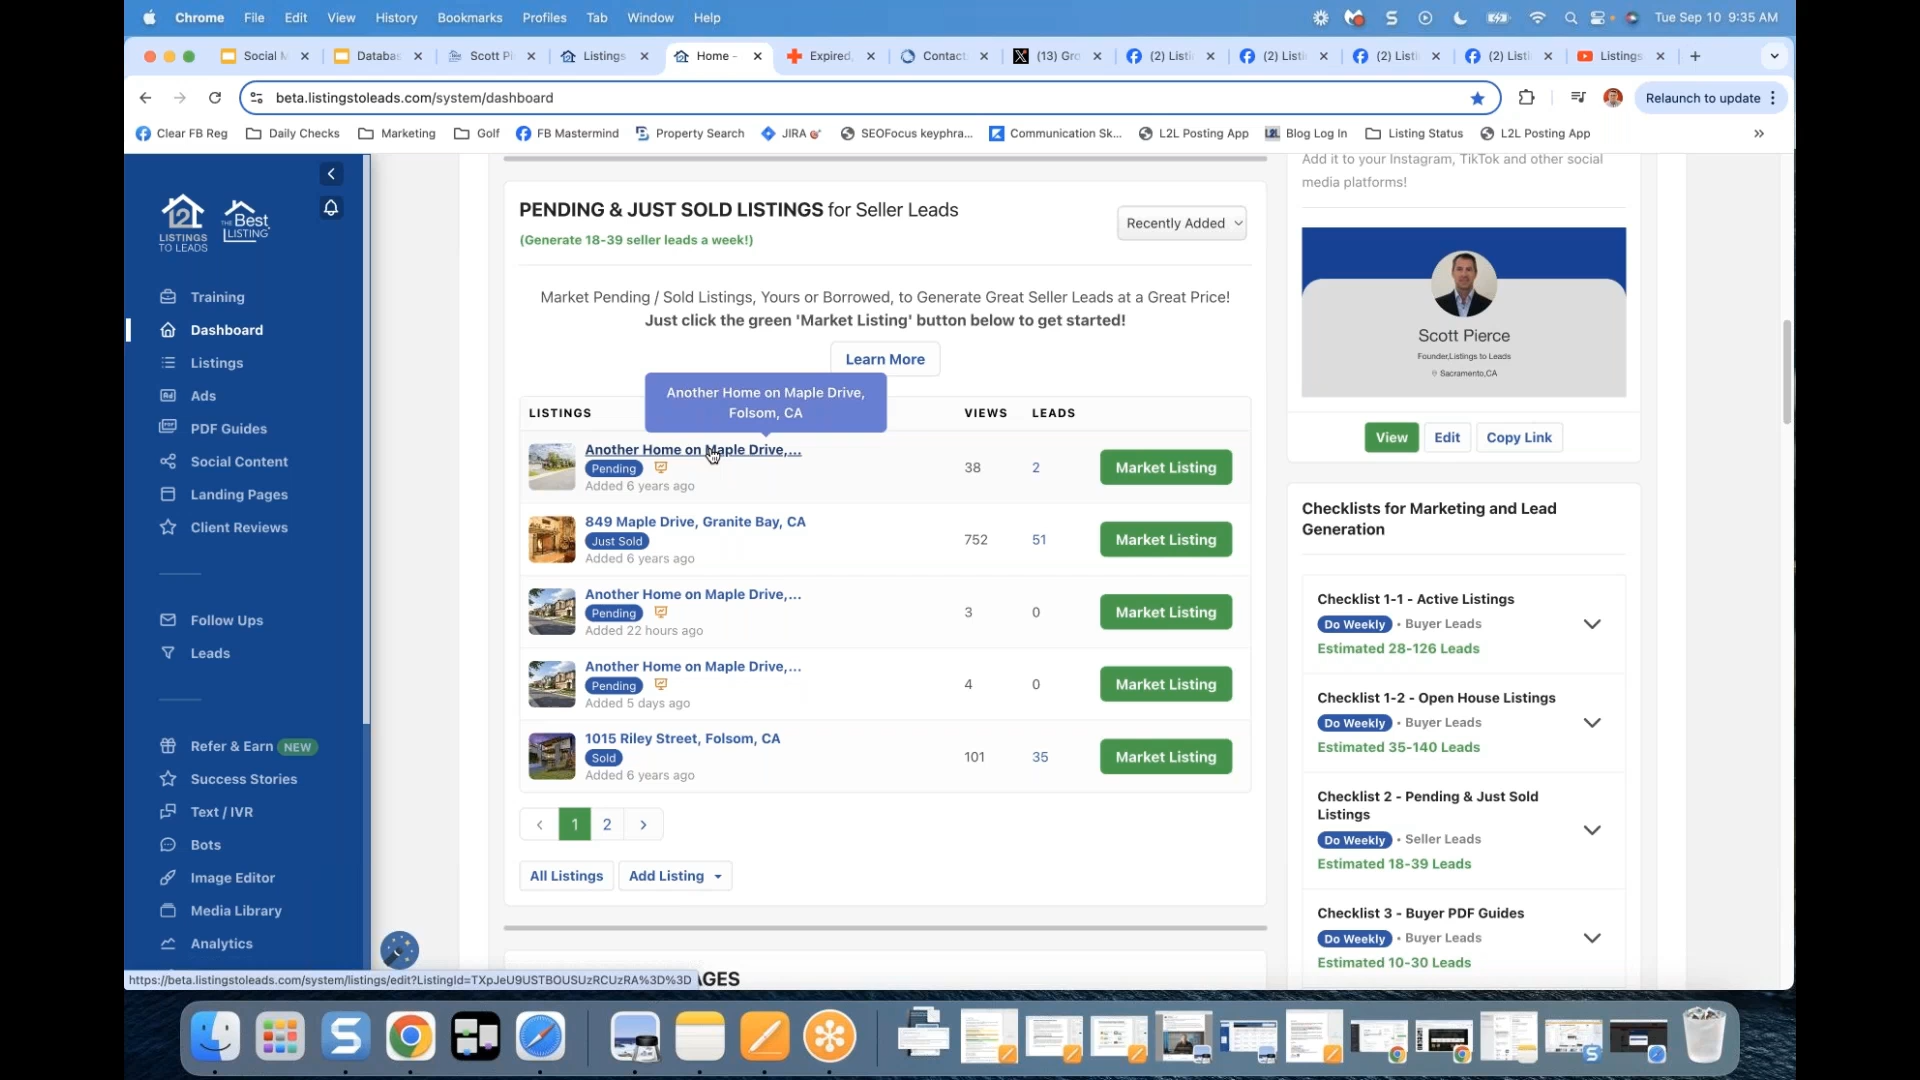 Chrome File Edit View History Bookmarks Profiles Tab Window Help Tue Sep 10 9:35 AM
Social M Databas Scott Pi Listings Home - Expired, Contact (13) Gro (2) Listi (2) Listi (2) Listi (2) Listi Listings
beta.listingstoleads.com/system/dashboard Relaunch to update
Clear FB Reg Daily Checks Marketing Golf FB Mastermind Property Search JIRA SEOFocus keyphra... Communication Sk... L2L Posting App Blog Log In Listing Status L2L Posting App »
LISTINGS TO LEADS
THE Best LISTING
Training
Dashboard
Listings
Ads
PDF Guides
Social Content
Landing Pages
Client Reviews
Follow Ups
Leads
Refer & Earn NEW
Success Stories
Text / IVR
Bots
Image Editor
Media Library
Analytics
PENDING & JUST SOLD LISTINGS for Seller Leads
(Generate 18-39 seller leads a week!)
Recently Added
Market Pending / Sold Listings, Yours or Borrowed, to Generate Great Seller Leads at a Great Price!
Just click the green 'Market Listing' button below to get started!
Learn More
Another Home on Maple Drive,
Folsom, CA
LISTINGS VIEWS LEADS
Another Home on Maple Drive,...
Pending
Added 6 years ago
38 2 Market Listing
849 Maple Drive, Granite Bay, CA
Just Sold
Added 6 years ago
752 51 Market Listing
Another Home on Maple Drive,...
Pending
Added 22 hours ago
3 0 Market Listing
Another Home on Maple Drive,...
Pending
Added 5 days ago
4 0 Market Listing
1015 Riley Street, Folsom, CA
Sold
Added 6 years ago
101 35 Market Listing
‹ 1 2 ›
All Listings Add Listing
AGES
Add it to your Instagram, TikTok and other social
media platforms!
Scott Pierce
Founder,Listings to Leads
Sacramento,CA
View Edit Copy Link
Checklists for Marketing and Lead
Generation
Checklist 1-1 - Active Listings
Do Weekly • Buyer Leads
Estimated 28-126 Leads
Checklist 1-2 - Open House Listings
Do Weekly • Buyer Leads
Estimated 35-140 Leads
Checklist 2 - Pending & Just Sold
Listings
Do Weekly • Seller Leads
Estimated 18-39 Leads
Checklist 3 - Buyer PDF Guides
Do Weekly • Buyer Leads
Estimated 10-30 Leads
https://beta.listingstoleads.com/system/listings/edit?ListingId=TXpJeU9USTBOUSUzRCUzRA%3D%3D